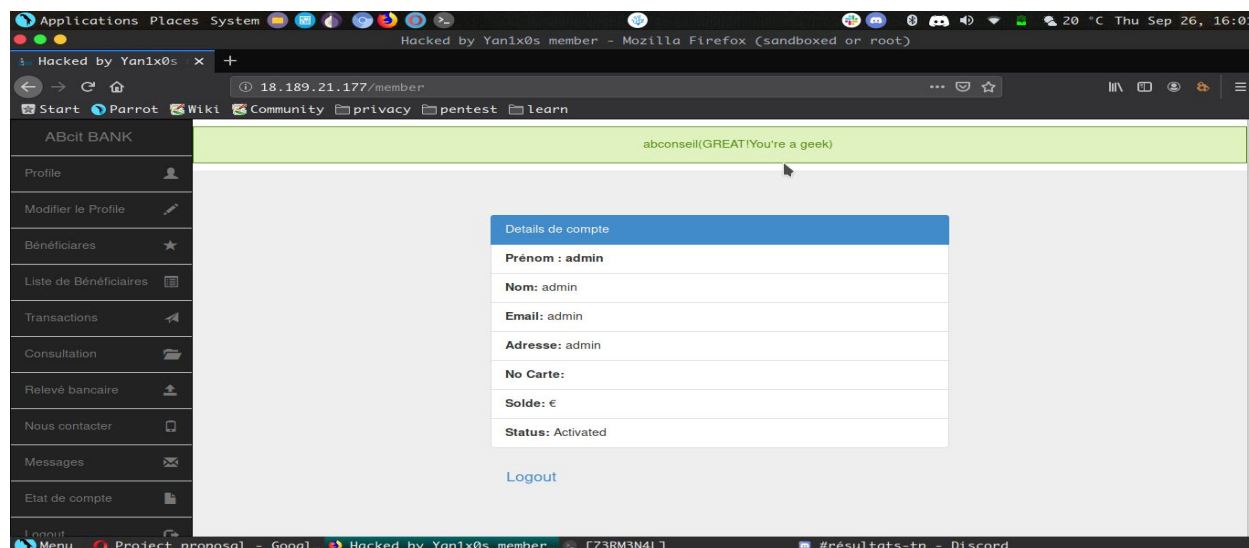 Applications Places System 20 °C Thu Sep 26, 16:0
Hacked by Yan1x0s member - Mozilla Firefox (sandboxed or root)
Hacked by Yan1x0s
18.189.21.177/member
Start Parrot Wiki Community privacy pentest learn
ABcit BANK
abconseil(GREAT!You're a geek)
Profile
Modifier le Profile
Bénéficiares
Liste de Bénéficiaires
Transactions
Consultation
Relevé bancaire
Nous contacter
Messages
Etat de compte
Logout
Details de compte
Prénom : admin
Nom: admin
Email: admin
Adresse: admin
No Carte:
Solde: €
Status: Activated
Logout
Menu Project proposal - Googl Hacked by Yan1x0s member [Z3RM3N4L] #résultats-tp - Discord